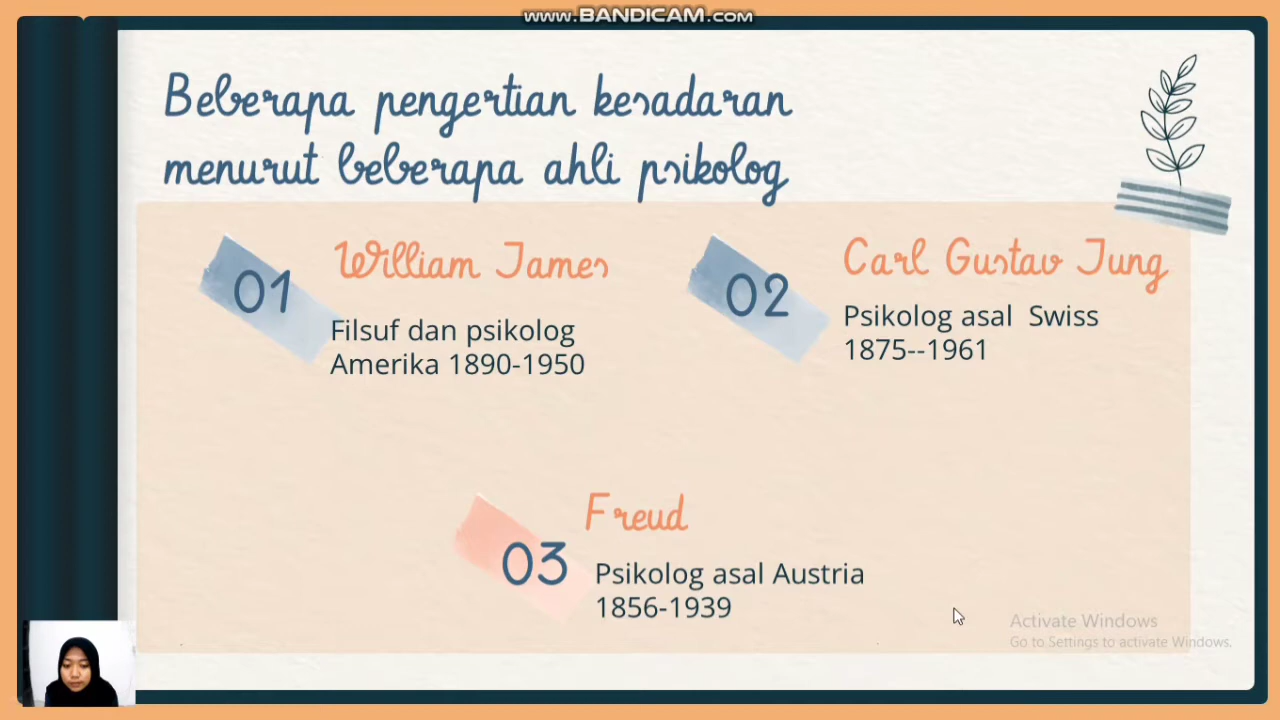 WWW.BANDICAM.COM
Beberapa pengertian kesadaran
menurut beberapa ahli psikolog
01
William James
Filsuf dan psikolog
Amerika 1890-1950
02
Carl Gustav Jung
Psikolog asal  Swiss
1875--1961
03
Freud
Psikolog asal Austria
1856-1939
Activate Windows
Go to Settings to activate Windows.